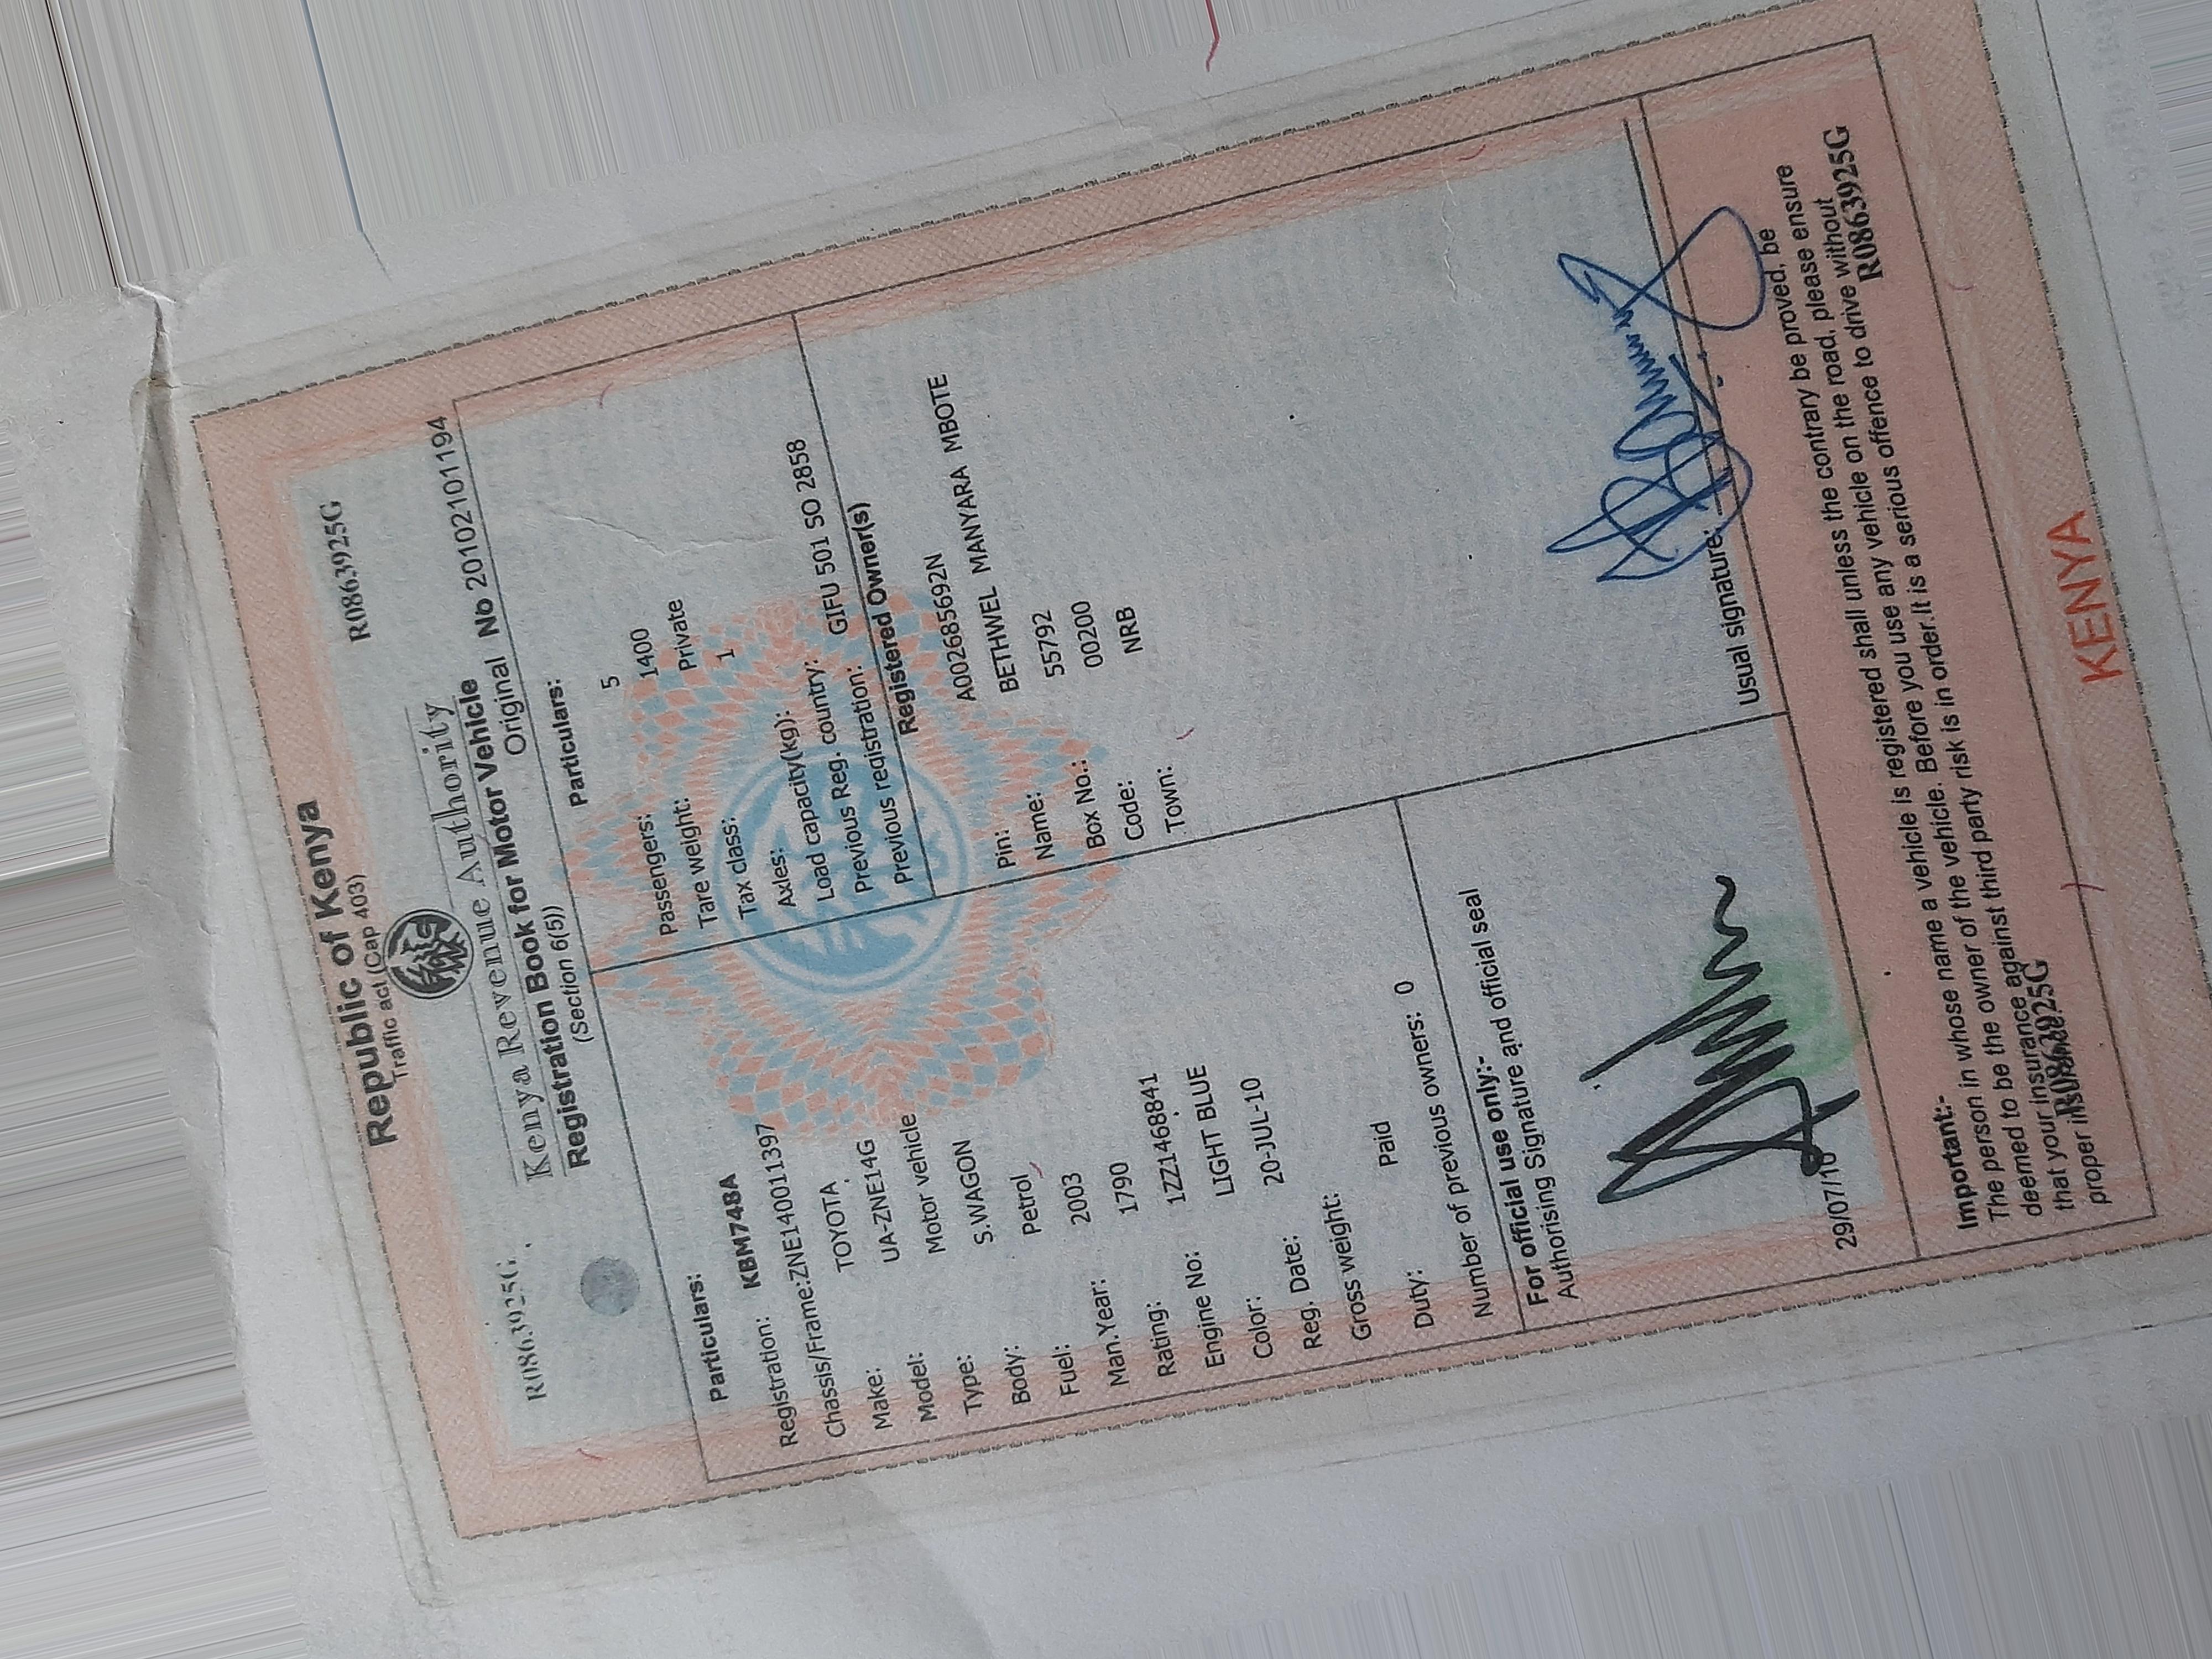 Republic of Kenya
Traffic act (Cap 403)
R0863925G
R0863925G
Kenya Revenue Authority
Registration Book for Motor Vehicle
(Section 6(5))
Original No 201021011​94
Particulars:
Registration: KBM748A
Chassis/Frame:ZNE140011397
Make: TOYOTA
Model: UA-ZNE14G
Type: Motor vehicle
Body: S.WAGON
Fuel: Petrol
Man.Year: 2003
Rating: 1790
Engine No: 1ZZ1468841
Color: LIGHT BLUE
Reg. Date: 20-JUL-10
Gross weight:
Duty: Paid
Number of previous owners: 0
Particulars:
Passengers: 5
Tare weight: 1400
Tax class: Private
Axles: 1
Load capacity(kg):
Previous Reg. country:
Previous registration: GIFU 501 SO 2858
Registered Owner(s)
Pin: A002685692N
Name: BETHWEL MANYARA MBOTE
Box No.: 55792
Code: 00200
Town: NRB
For official use only:-
Authorising Signature and official seal
29/07/10
Usual signature:
Important:-
The person in whose name a vehicle is registered shall unless the contrary be proved, be
deemed to be the owner of the vehicle. Before you use any vehicle on the road, please ensure
that your insurance against third party risk is in order.It is a serious offence to drive without
proper insurance.
R0863925G
R0863925G
KENYA